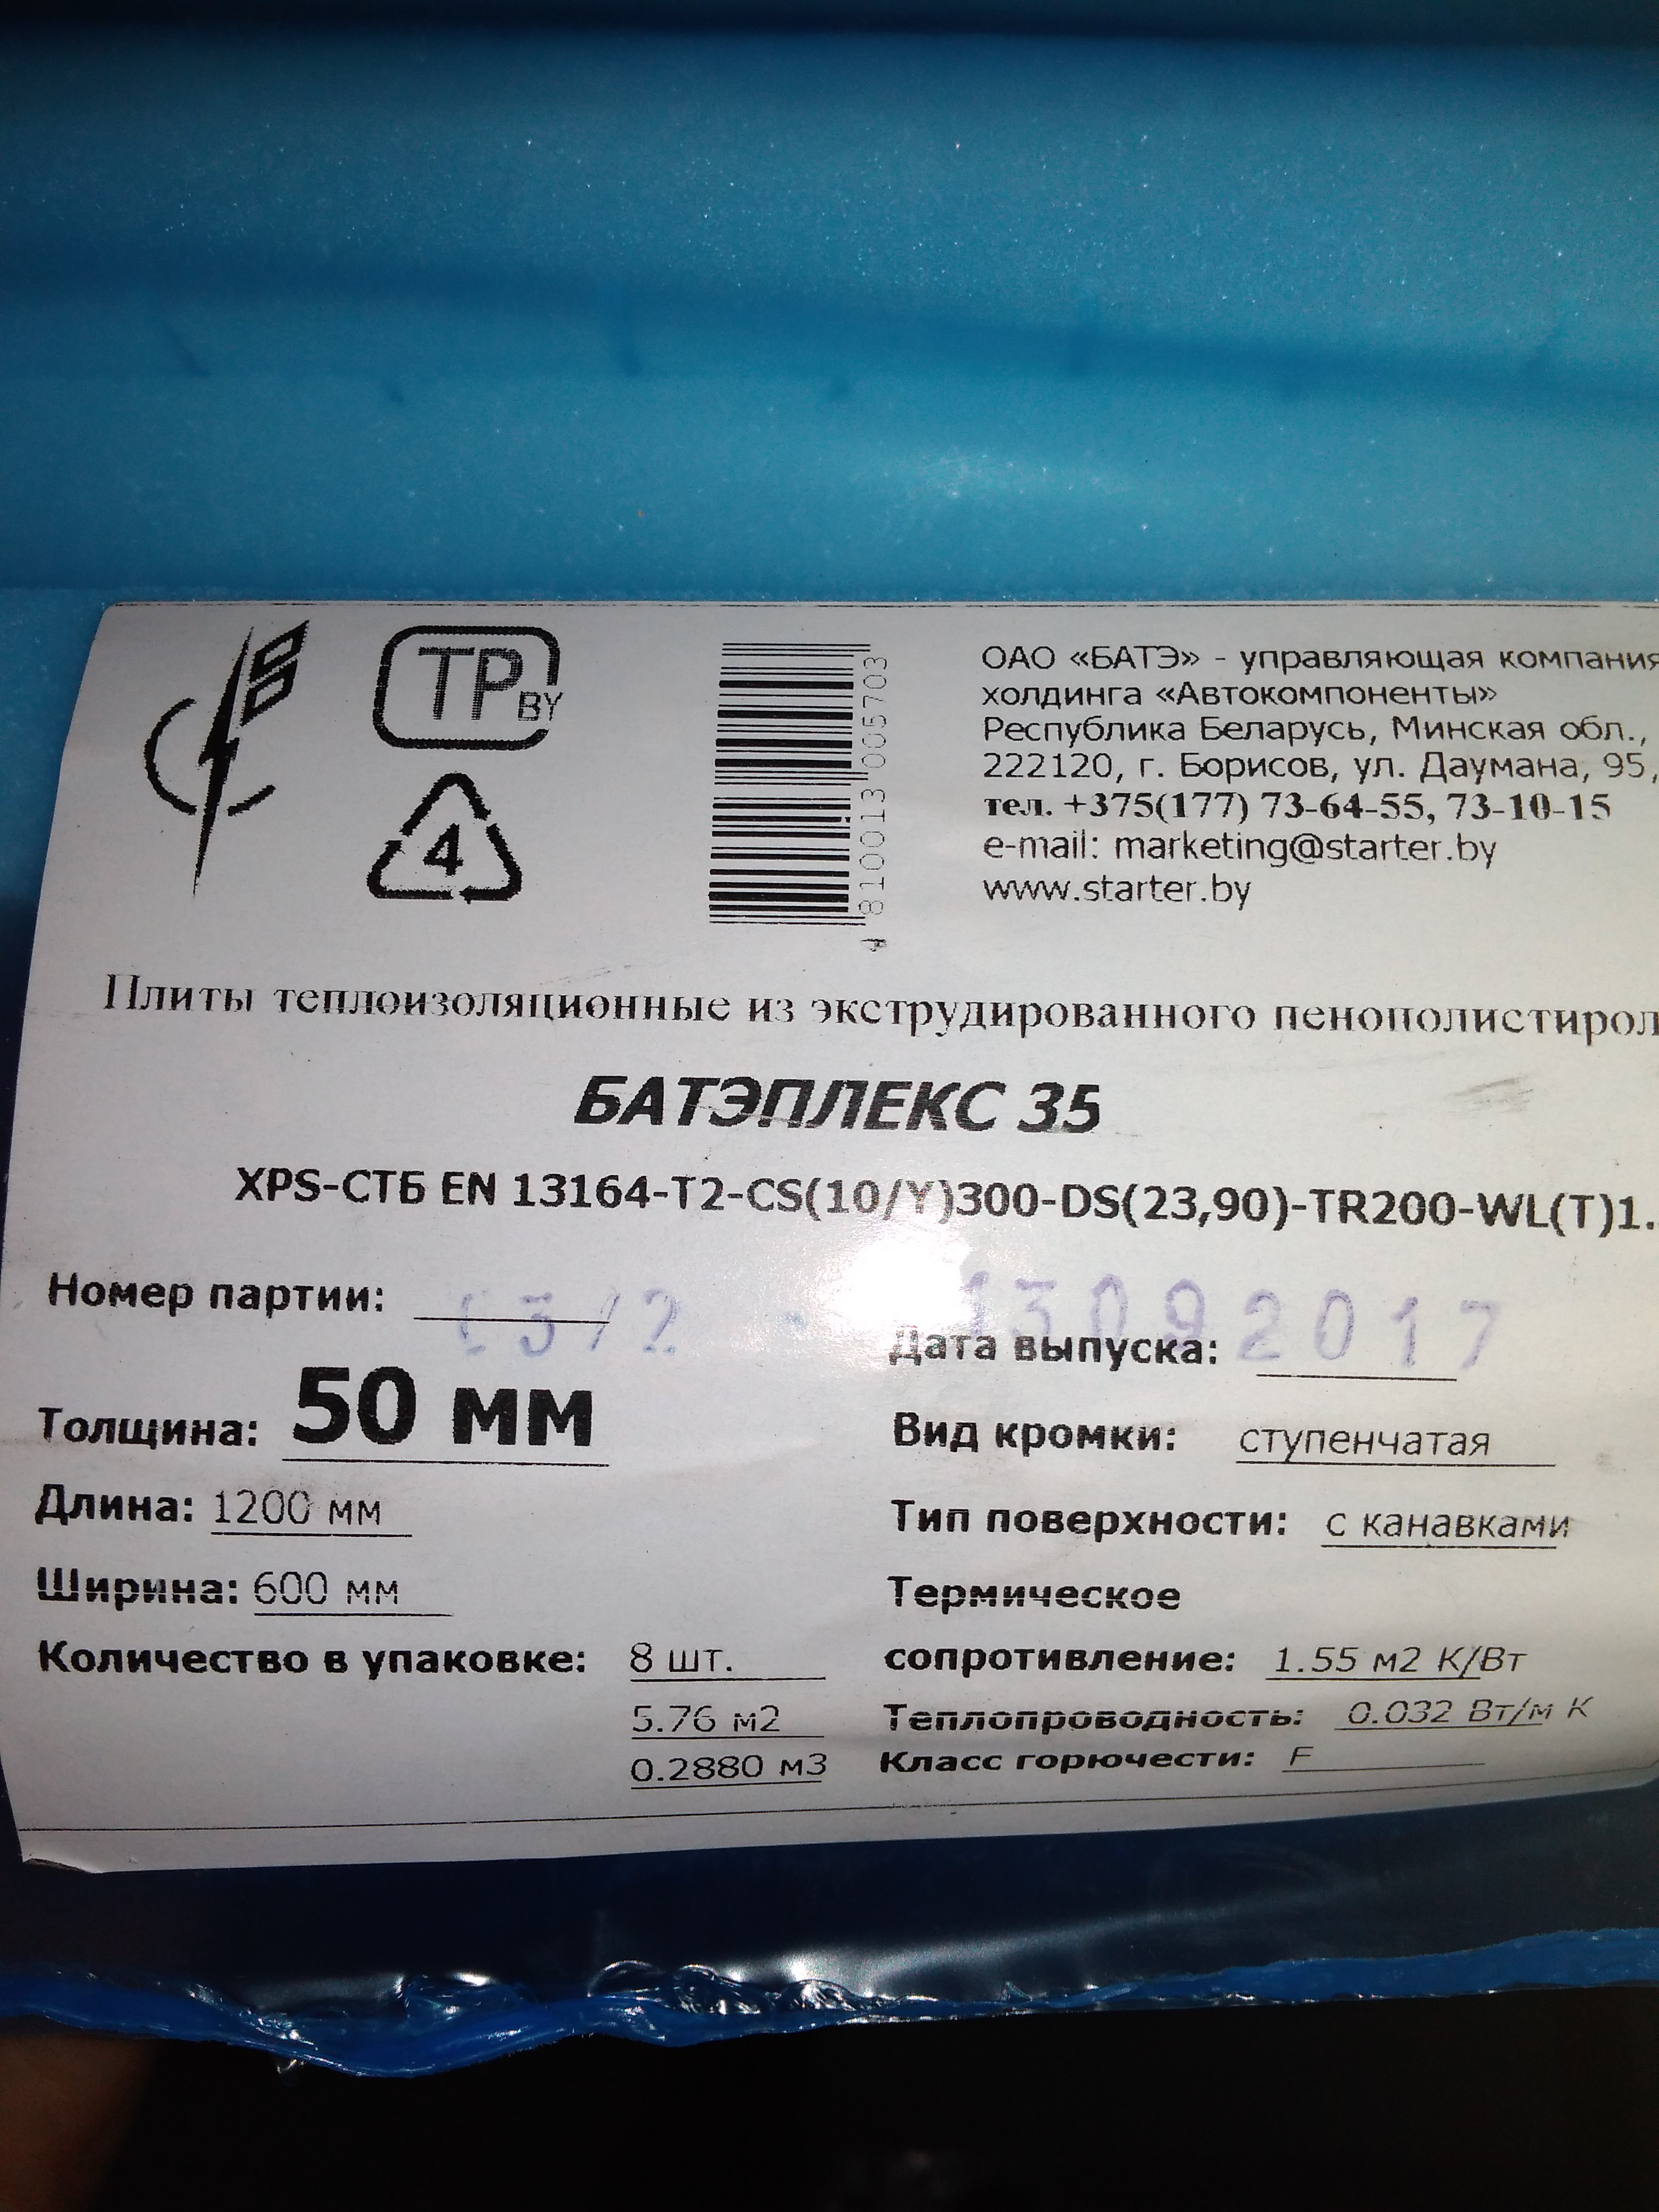 ТР BY
4
4 810013 005703
ОАО «БАТЭ» - управляющая компания
холдинга «Автокомпоненты»
Республика Беларусь, Минская обл.,
222120, г. Борисов, ул. Даумана, 95,
тел. +375(177) 73-64-55, 73-10-15
e-mail: marketing@starter.by
www.starter.by
Плиты теплоизоляционные из экструдированного пенополистирол
БАТЭПЛЕКС 35
XPS-СТБ EN 13164-T2-CS(10/Y)300-DS(23,90)-TR200-WL(T)1.
Номер партии:
Дата выпуска: 13092017
Толщина: 50 мм
Вид кромки: ступенчатая
Длина: 1200 мм
Тип поверхности: с канавками
Ширина: 600 мм
Термическое
сопротивление: 1.55 м2 К/Вт
Количество в упаковке: 8 шт.
5.76 м2
Теплопроводность: 0.032 Вт/м К
0.2880 м3
Класс горючести: F